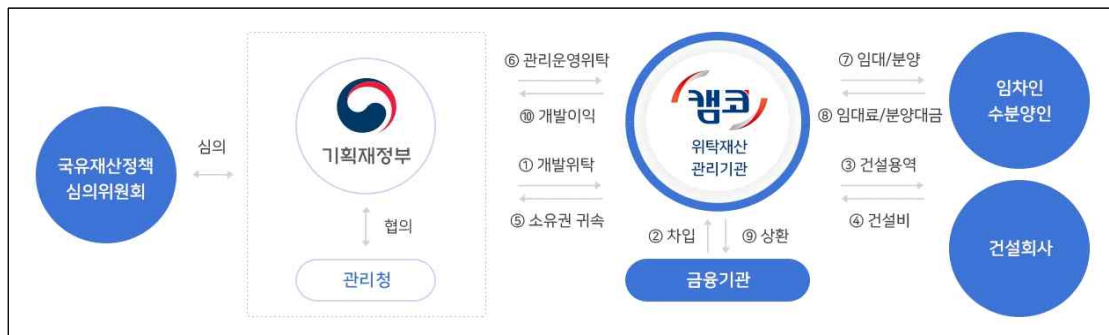 국유재산정책
심의위원회
심의
기획재정부
협의
관리청
⑥ 관리운영위탁
⑩ 개발이익
① 개발위탁
⑤ 소유권 귀속
캠코
위탁재산
관리기관
② 차입
⑨ 상환
금융기관
⑦ 임대/분양
⑧ 임대료/분양대금
③ 건설용역
④ 건설비
임차인
수분양인
건설회사